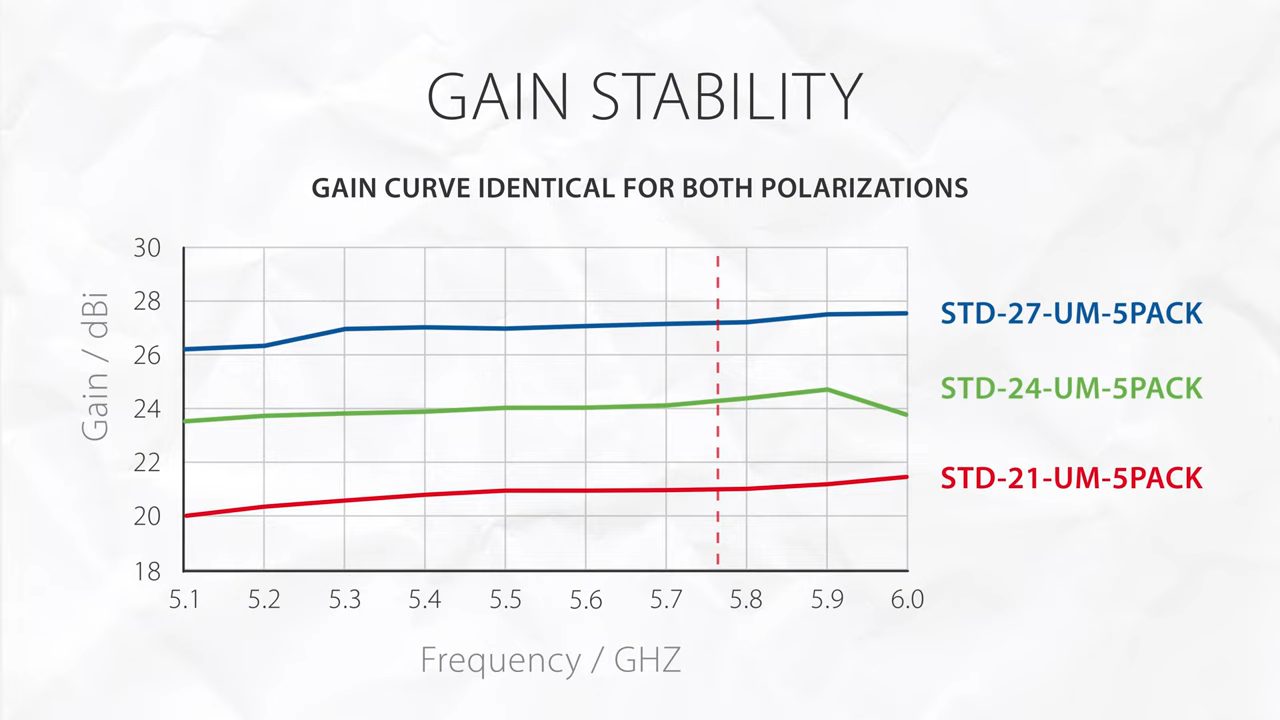 GAIN STABILITY
GAIN CURVE IDENTICAL FOR BOTH POLARIZATIONS
30
28
26
24
22
20
18
Gain / dBi
5.1 5.2 5.3 5.4 5.5 5.6 5.7 5.8 5.9 6.0
Frequency / GHZ
STD-27-UM-5PACK
STD-24-UM-5PACK
STD-21-UM-5PACK